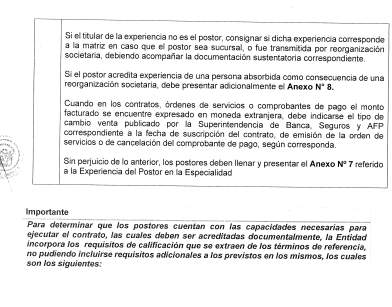 Si el titular de la experiencia no es el postor, consignar si dicha experiencia corresponde
a la matriz en caso que el postor sea sucursal, o fue transmitida por reorganización
societaria, debiendo acompañar la documentación sustentatoria correspondiente.
Si el postor acredita experiencia de una persona absorbida como consecuencia de una
reorganización societaria, debe presentar adicionalmente el Anexo N° 8.
Cuando en los contratos, órdenes de servicios o comprobantes de pago el monto
facturado se encuentre expresado en moneda extranjera, debe indicarse el tipo de
cambio venta publicado por la Superintendencia de Banca, Seguros y AFP
correspondiente a la fecha de suscripción del contrato, de emisión de la orden de
servicios o de cancelación del comprobante de pago, según corresponda.
Sin perjuicio de lo anterior, los postores deben llenar y presentar el Anexo Nº 7 referido
a la Experiencia del Postor en la Especialidad
Importante
Para determinar que los postores cuentan con las capacidades necesarias para
ejecutar el contrato, las cuales deben ser acreditadas documentalmente, la Entidad
incorpora los requisitos de calificación que se extraen de los términos de referencia,
no pudiendo incluirse requisitos adicionales a los previstos en los mismos, los cuales
son los siguientes: